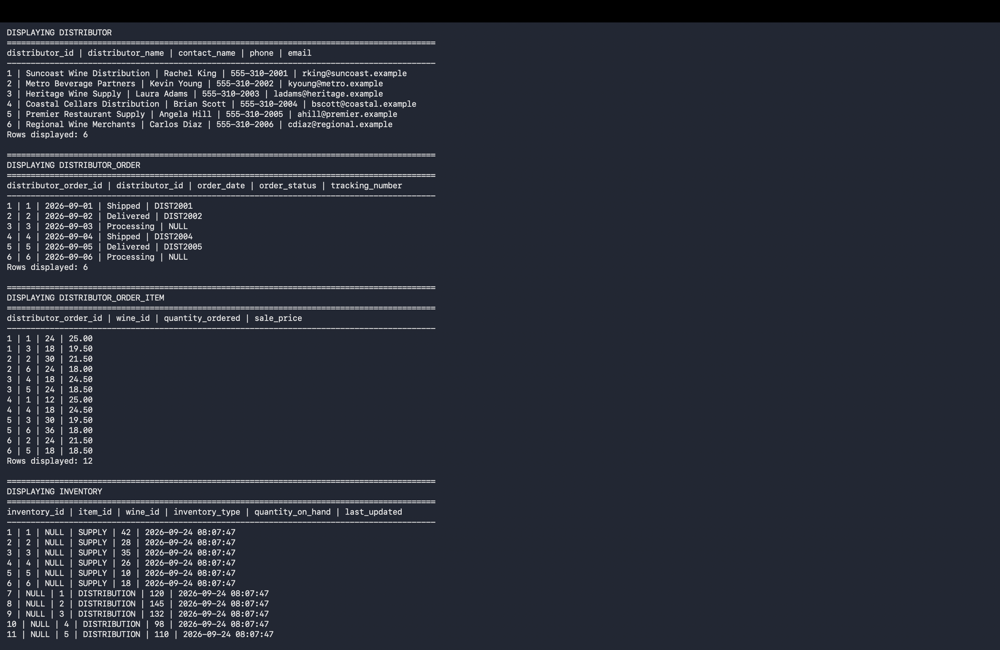 DISPLAYING DISTRIBUTOR
==========================================================================================
distributor_id | distributor_name | contact_name | phone | email
------------------------------------------------------------------------------------------
1 | Suncoast Wine Distribution | Rachel King | 555-310-2001 | rking@suncoast.example
2 | Metro Beverage Partners | Kevin Young | 555-310-2002 | kyoung@metro.example
3 | Heritage Wine Supply | Laura Adams | 555-310-2003 | ladams@heritage.example
4 | Coastal Cellars Distribution | Brian Scott | 555-310-2004 | bscott@coastal.example
5 | Premier Restaurant Supply | Angela Hill | 555-310-2005 | ahill@premier.example
6 | Regional Wine Merchants | Carlos Diaz | 555-310-2006 | cdiaz@regional.example
Rows displayed: 6
==========================================================================================
DISPLAYING DISTRIBUTOR_ORDER
==========================================================================================
distributor_order_id | distributor_id | order_date | order_status | tracking_number
------------------------------------------------------------------------------------------
1 | 1 | 2026-09-01 | Shipped | DIST2001
2 | 2 | 2026-09-02 | Delivered | DIST2002
3 | 3 | 2026-09-03 | Processing | NULL
4 | 4 | 2026-09-04 | Shipped | DIST2004
5 | 5 | 2026-09-05 | Delivered | DIST2005
6 | 6 | 2026-09-06 | Processing | NULL
Rows displayed: 6
==========================================================================================
DISPLAYING DISTRIBUTOR_ORDER_ITEM
==========================================================================================
distributor_order_id | wine_id | quantity_ordered | sale_price
------------------------------------------------------------------------------------------
1 | 1 | 24 | 25.00
1 | 3 | 18 | 19.50
2 | 2 | 30 | 21.50
2 | 6 | 24 | 18.00
3 | 4 | 18 | 24.50
3 | 5 | 24 | 18.50
4 | 1 | 12 | 25.00
4 | 4 | 18 | 24.50
5 | 3 | 30 | 19.50
5 | 6 | 36 | 18.00
6 | 2 | 24 | 21.50
6 | 5 | 18 | 18.50
Rows displayed: 12
==========================================================================================
DISPLAYING INVENTORY
==========================================================================================
inventory_id | item_id | wine_id | inventory_type | quantity_on_hand | last_updated
------------------------------------------------------------------------------------------
1 | 1 | NULL | SUPPLY | 42 | 2026-09-24 08:07:47
2 | 2 | NULL | SUPPLY | 28 | 2026-09-24 08:07:47
3 | 3 | NULL | SUPPLY | 35 | 2026-09-24 08:07:47
4 | 4 | NULL | SUPPLY | 26 | 2026-09-24 08:07:47
5 | 5 | NULL | SUPPLY | 10 | 2026-09-24 08:07:47
6 | 6 | NULL | SUPPLY | 18 | 2026-09-24 08:07:47
7 | NULL | 1 | DISTRIBUTION | 120 | 2026-09-24 08:07:47
8 | NULL | 2 | DISTRIBUTION | 145 | 2026-09-24 08:07:47
9 | NULL | 3 | DISTRIBUTION | 132 | 2026-09-24 08:07:47
10 | NULL | 4 | DISTRIBUTION | 98 | 2026-09-24 08:07:47
11 | NULL | 5 | DISTRIBUTION | 110 | 2026-09-24 08:07:47